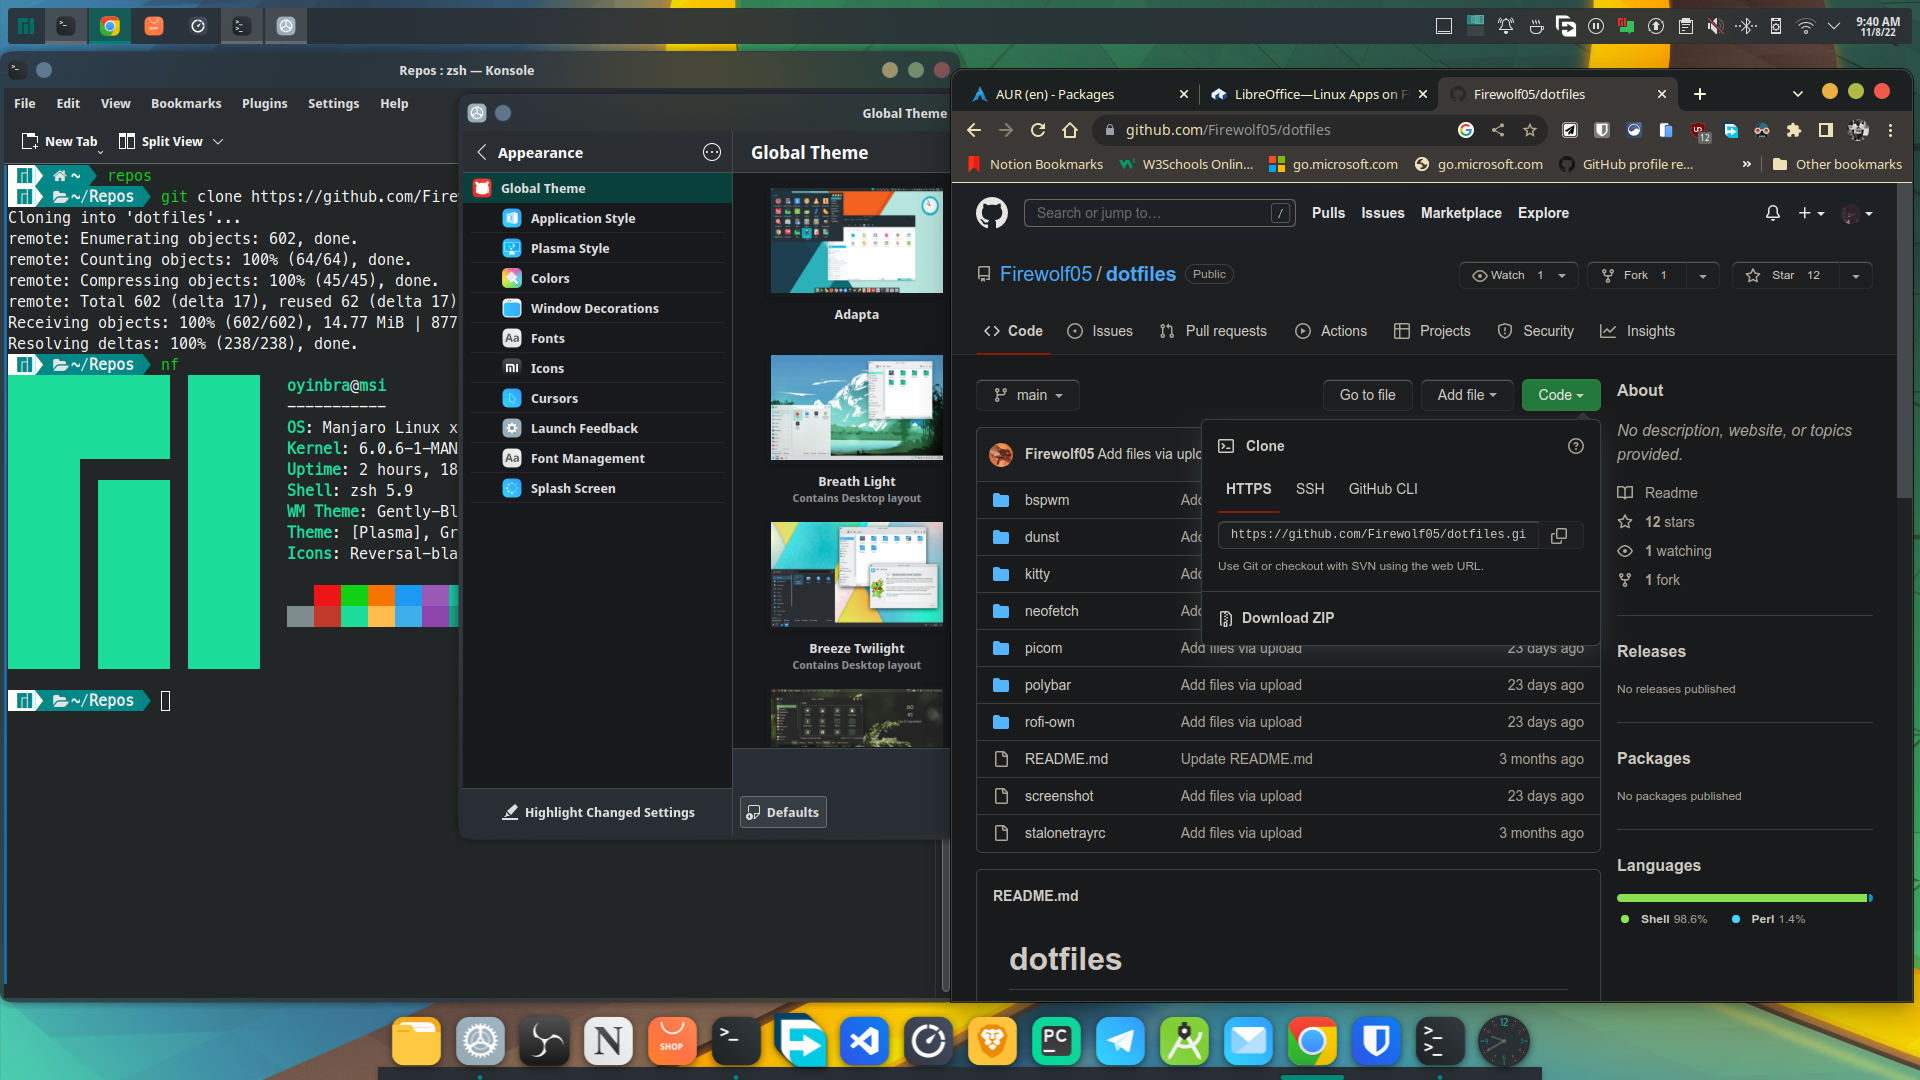 9:40 AM
11/8/22
Repos : zsh — Konsole
File Edit View Bookmarks Plugins Settings Help
New Tab Split View
~ repos
~/Repos git clone https://github.com/Fire
Cloning into 'dotfiles'...
remote: Enumerating objects: 602, done.
remote: Counting objects: 100% (64/64), done.
remote: Compressing objects: 100% (45/45), done.
remote: Total 602 (delta 17), reused 62 (delta 17)
Receiving objects: 100% (602/602), 14.77 MiB | 877
Resolving deltas: 100% (238/238), done.
~/Repos nf
oyinbra@msi
-----------
OS: Manjaro Linux x
Kernel: 6.0.6-1-MAN
Uptime: 2 hours, 18
Shell: zsh 5.9
WM Theme: Gently-Bl
Theme: [Plasma], Gr
Icons: Reversal-bla
~/Repos
Global Theme
Appearance
Global Theme
Global Theme
Application Style
Plasma Style
Colors
Window Decorations
Fonts
Icons
Cursors
Launch Feedback
Font Management
Splash Screen
Adapta
Breath Light
Contains Desktop layout
Breeze Twilight
Contains Desktop layout
Highlight Changed Settings
Defaults
AUR (en) - Packages
LibreOffice—Linux Apps on F
Firewolf05/dotfiles
github.com/Firewolf05/dotfiles
12
Notion Bookmarks W3Schools Onlin... go.microsoft.com go.microsoft.com GitHub profile re... » Other bookmarks
Search or jump to... /
Pulls Issues Marketplace Explore
Firewolf05 / dotfiles Public
Watch 1 Fork 1 Star 12
Code Issues Pull requests Actions Projects Security Insights
main Go to file Add file Code
Firewolf05 Add files via uplo
bspwm Add
dunst Add
kitty Add
neofetch Add
picom Add files via upload 23 days ago
polybar Add files via upload 23 days ago
rofi-own Add files via upload 23 days ago
README.md Update README.md 3 months ago
screenshot Add files via upload 23 days ago
stalonetrayrc Add files via upload 3 months ago
Clone
HTTPS SSH GitHub CLI
https://github.com/Firewolf05/dotfiles.gi
Use Git or checkout with SVN using the web URL.
Download ZIP
README.md
dotfiles
About
No description, website, or topics
provided.
Readme
12 stars
1 watching
1 fork
Releases
No releases published
Packages
No packages published
Languages
Shell 98.6% Perl 1.4%
N
SHOP
PC
12